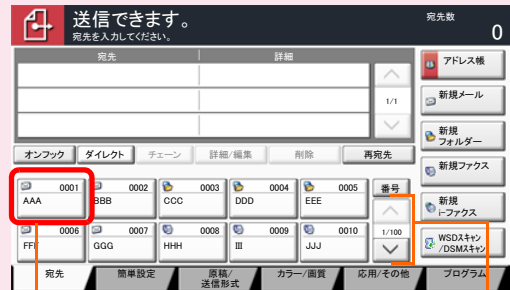 送信できます。
宛先を入力してください。
宛先数
0
宛先 詳細
1/1
アドレス帳
新規メール
新規
フォルダー
新規ファクス
新規
i-ファクス
WSDスキャン
/DSMスキャン
オンフック ダイレクト チェーン 詳細/編集 削除 再宛先
0001 0002 0003 0004 0005 番号
AAA BBB CCC DDD EEE
0006 0007 0008 0009 0010 1/100
FFF GGG HHH III JJJ
宛先 簡単設定 原稿/ カラー/画質 応用/その他 プログラム
送信形式